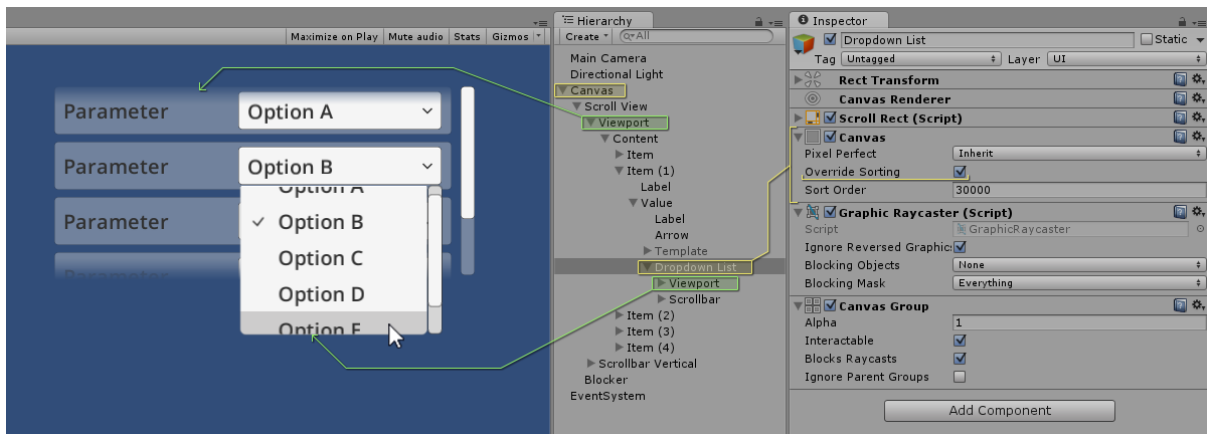 Maximize on Play Mute audio Stats Gizmos
Parameter Option A
Parameter Option B
Option A
Parameter
Option B
Option C
Option D
Option E
Hierarchy
Create All
Main Camera
Directional Light
Canvas
Scroll View
Viewport
Content
Item
Item (1)
Label
Value
Label
Arrow
Template
Dropdown List
Viewport
Scrollbar
Item (2)
Item (3)
Item (4)
Scrollbar Vertical
Blocker
EventSystem
Inspector
Dropdown List Static
Tag Untagged Layer UI
Rect Transform
Canvas Renderer
Scroll Rect (Script)
Canvas
Pixel Perfect Inherit
Override Sorting
Sort Order 30000
Graphic Raycaster (Script)
Script GraphicRaycaster
Ignore Reversed Graphic
Blocking Objects None
Blocking Mask Everything
Canvas Group
Alpha 1
Interactable
Blocks Raycasts
Ignore Parent Groups
Add Component